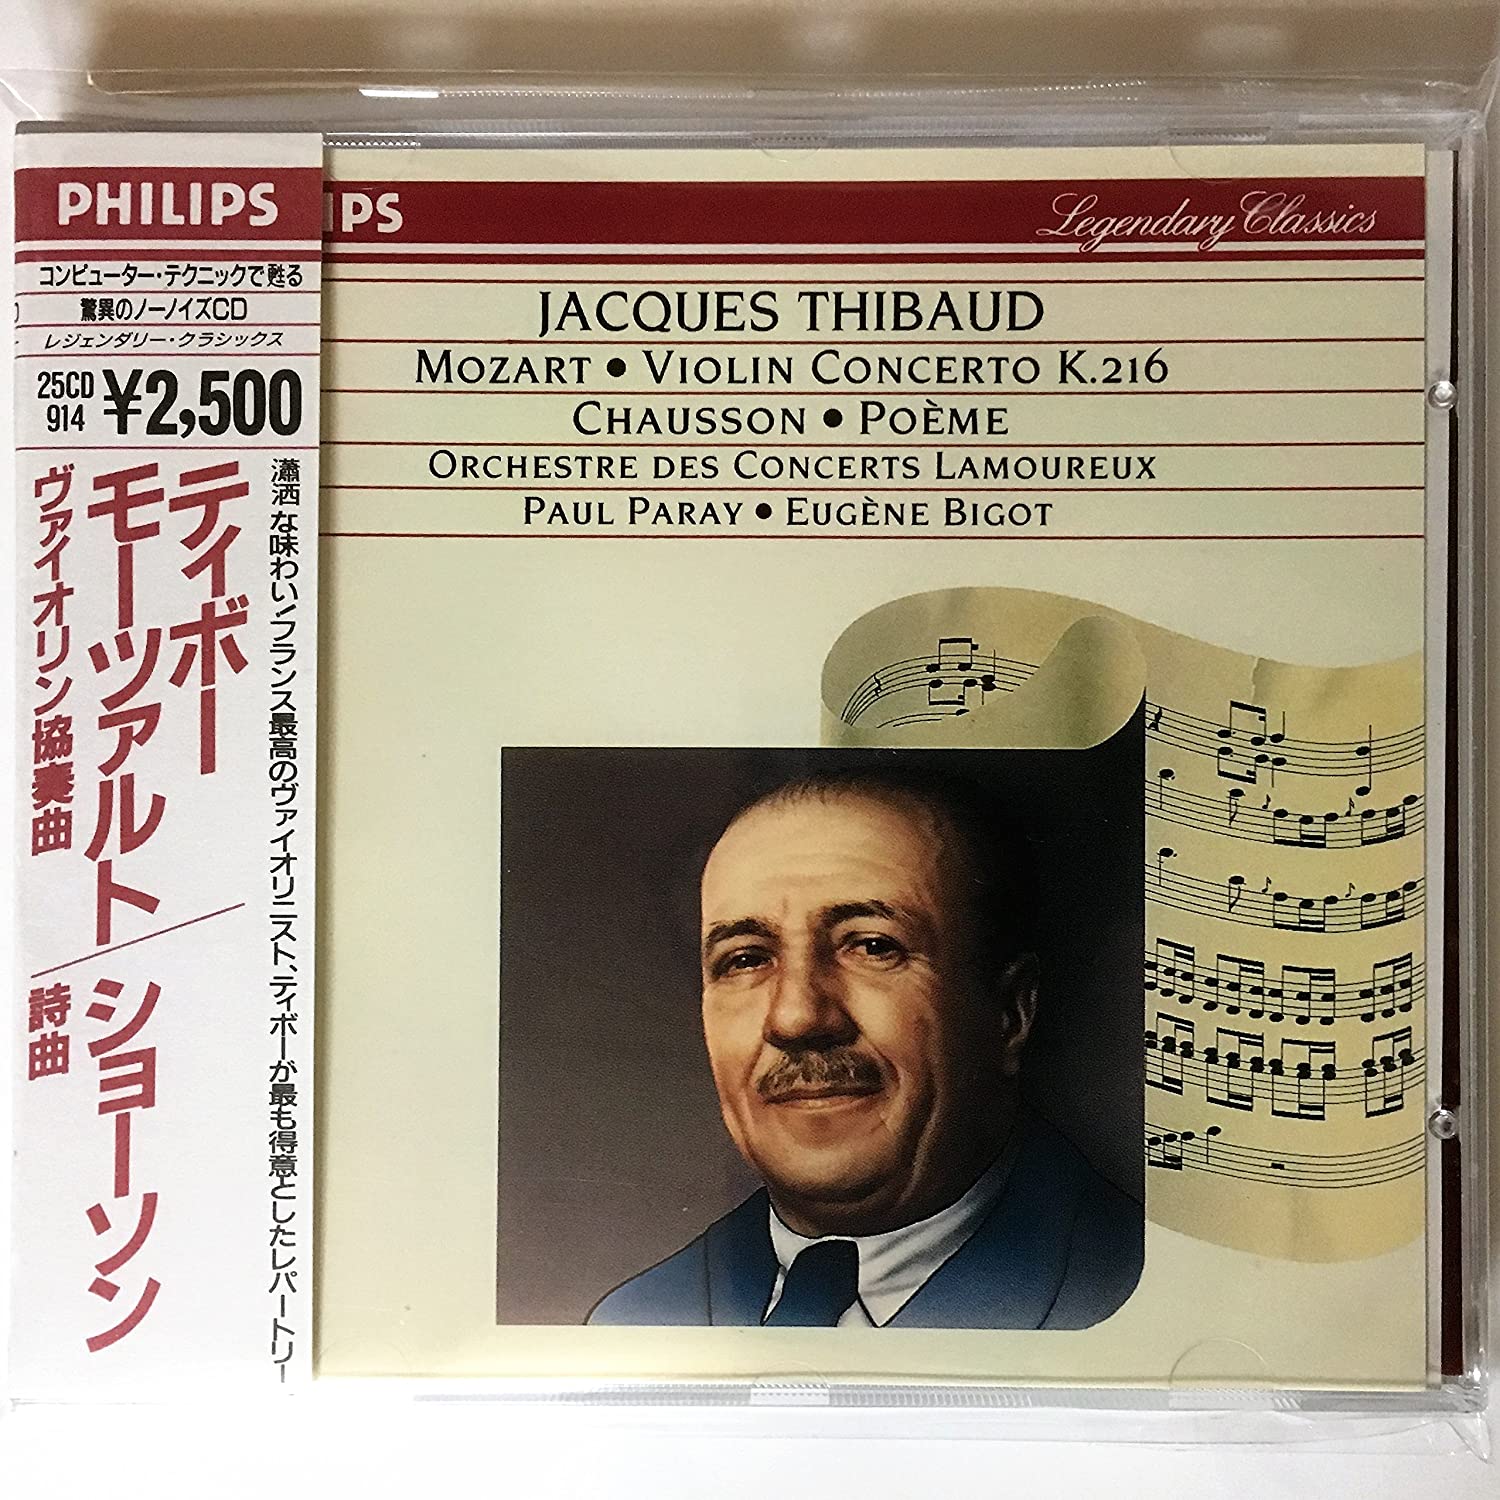 PHILIPS
コンピューター・テクニックで甦る
驚異のノーノイズCD
レジェンダリー・クラシックス
25CD
914
¥2,500
瀟洒な味わい!フランス最高のヴァイオリニスト、ティボーが最も得意としたレパートリー
ティボー
モーツァルト/ショーソン
ヴァイオリン協奏曲
詩曲
IPS
Legendary Classics
JACQUES THIBAUD
MOZART • VIOLIN CONCERTO K.216
CHAUSSON • POÈME
ORCHESTRE DES CONCERTS LAMOUREUX
PAUL PARAY • EUGÈNE BIGOT